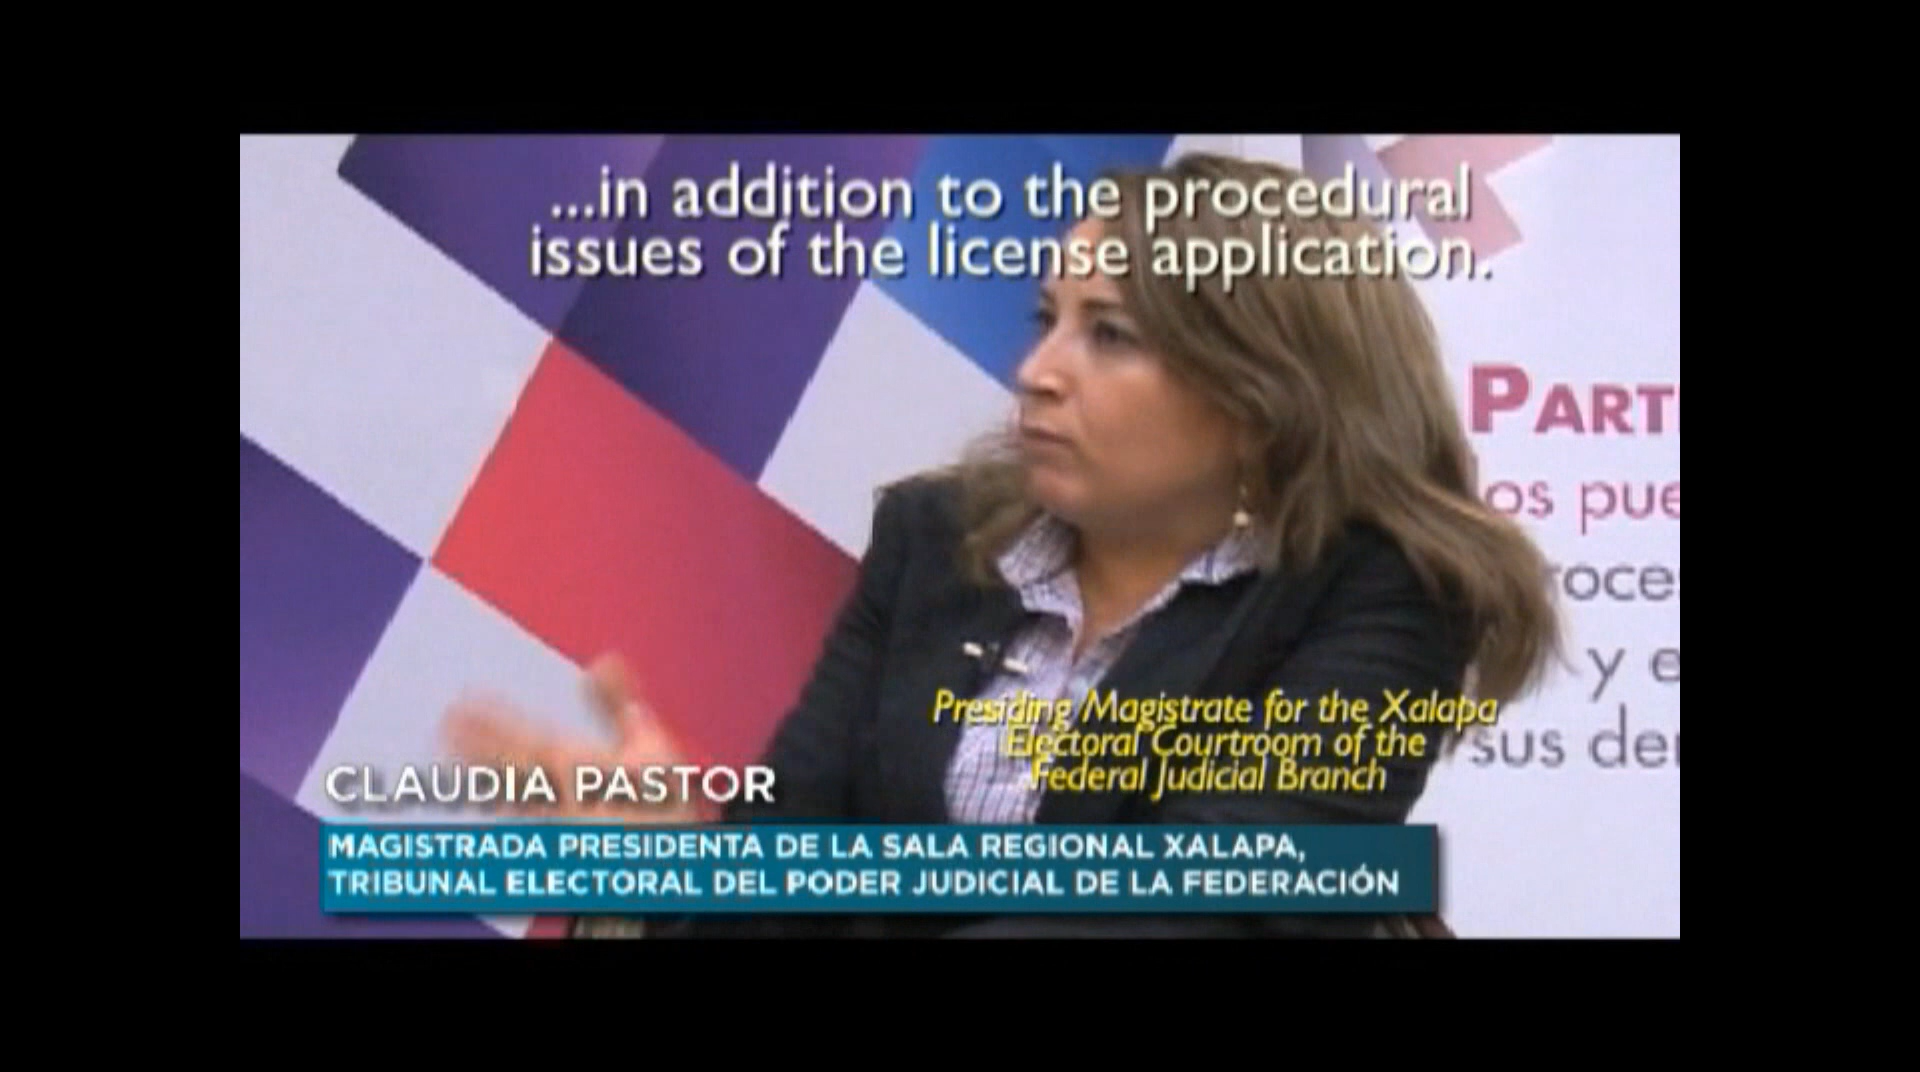 ...in addition to the procedural
issues of the license application.
PART
os pue
roce
y e
sus de
Presiding Magistrate for the Xalapa
Electoral Courtroom of the
Federal Judicial Branch
CLAUDIA PASTOR
MAGISTRADA PRESIDENTA DE LA SALA REGIONAL XALAPA,
TRIBUNAL ELECTORAL DEL PODER JUDICIAL DE LA FEDERACIÓN